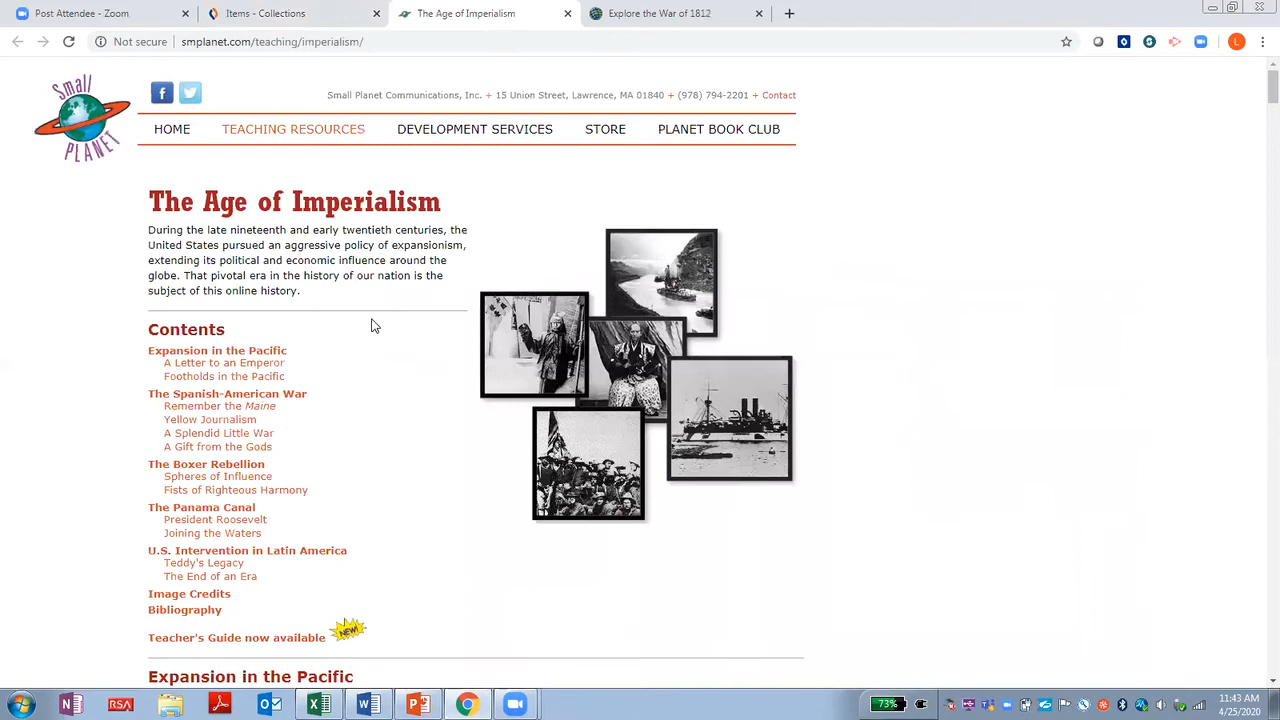 Post Attendee - Zoom
Items - Collections
The Age of Imperialism
Explore the War of 1812
Not secure | smplanet.com/teaching/imperialism/
L
Small
PLANET
Small Planet Communications, Inc. + 15 Union Street, Lawrence, MA 01840 + (978) 794-2201 + Contact
HOME
TEACHING RESOURCES
DEVELOPMENT SERVICES
STORE
PLANET BOOK CLUB
The Age of Imperialism
During the late nineteenth and early twentieth centuries, the
United States pursued an aggressive policy of expansionism,
extending its political and economic influence around the
globe. That pivotal era in the history of our nation is the
subject of this online history.
Contents
Expansion in the Pacific
A Letter to an Emperor
Footholds in the Pacific
The Spanish-American War
Remember the Maine
Yellow Journalism
A Splendid Little War
A Gift from the Gods
The Boxer Rebellion
Spheres of Influence
Fists of Righteous Harmony
The Panama Canal
President Roosevelt
Joining the Waters
U.S. Intervention in Latin America
Teddy's Legacy
The End of an Era
Image Credits
Bibliography
Teacher's Guide now available NEW!
Expansion in the Pacific
RSA
73%
11:43 AM
4/25/2020